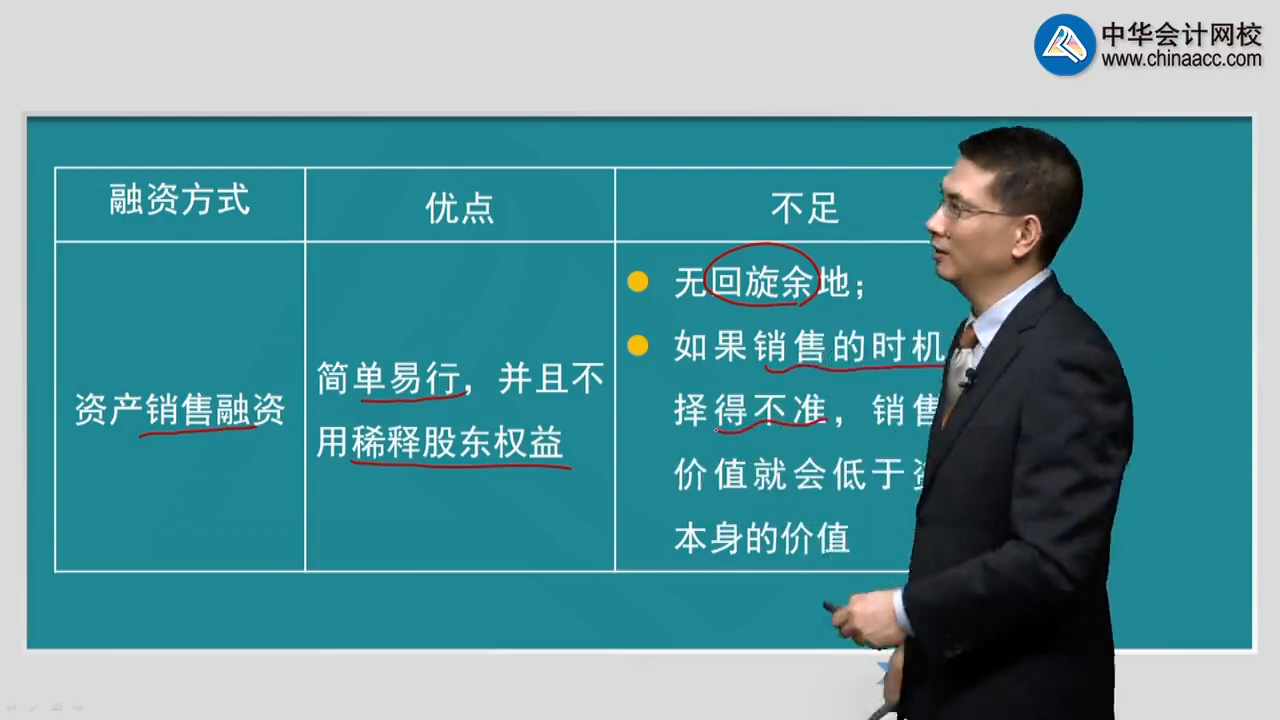 中华会计网校
www.chinaacc.com
融资方式
优点
不足
资产销售融资
简单易行，并且不
用稀释股东权益
无回旋余地；
如果销售的时机
择得不准，销售
价值就会低于
本身的价值